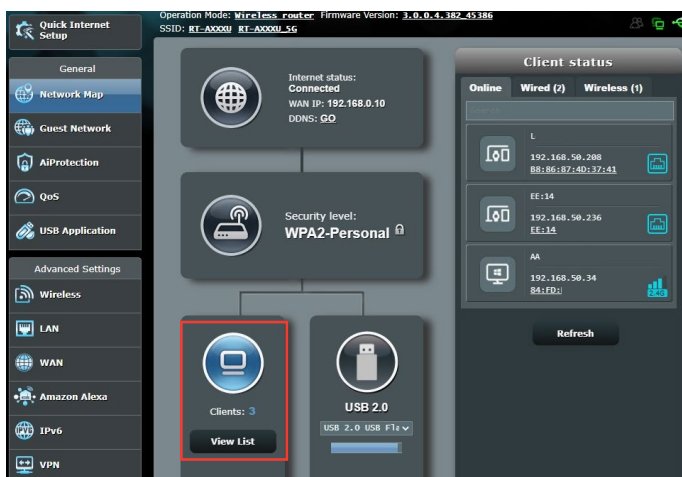 Operation Mode: Wireless router Firmware Version: 3.0.0.4.382_45386
SSID: RT-AXXXU RT-AXXXU_5G
Quick Internet
Setup
General
Network Map
Guest Network
AiProtection
QoS
USB Application
Advanced Settings
Wireless
LAN
WAN
Amazon Alexa
IPv6
VPN
Internet status:
Connected
WAN IP: 192.168.0.10
DDNS: GO
Security level:
WPA2-Personal
Clients: 3
View List
USB 2.0
USB 2.0 USB Fla
Client status
Online Wired (2) Wireless (1)
Search
L
192.168.50.208
B8:86:87:4D:37:41
EE:14
192.168.50.236
EE:14
AA
192.168.50.34
84:FD:
2.4G
Refresh